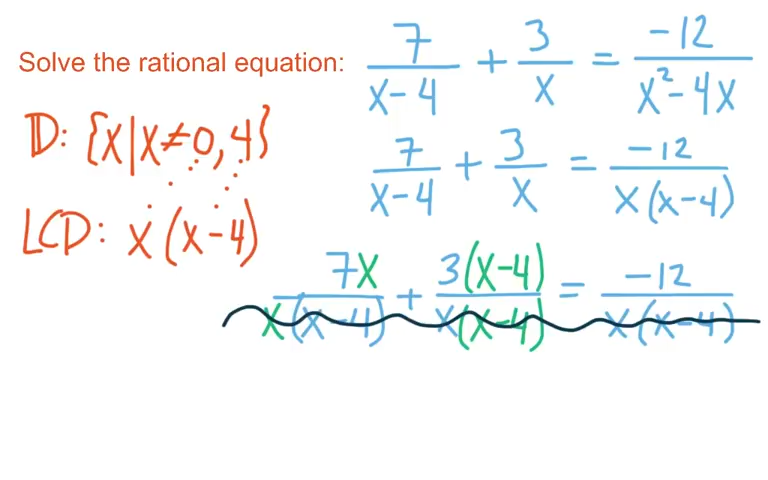 Solve the rational equation: 7/(x-4) + 3/x = -12/(x²-4x)
D: {x|x≠0,4}
7/(x-4) + 3/x = -12/(x(x-4))
LCD: x(x-4)
7x/(x(x-4)) + 3(x-4)/(x(x-4)) = -12/(x(x-4))